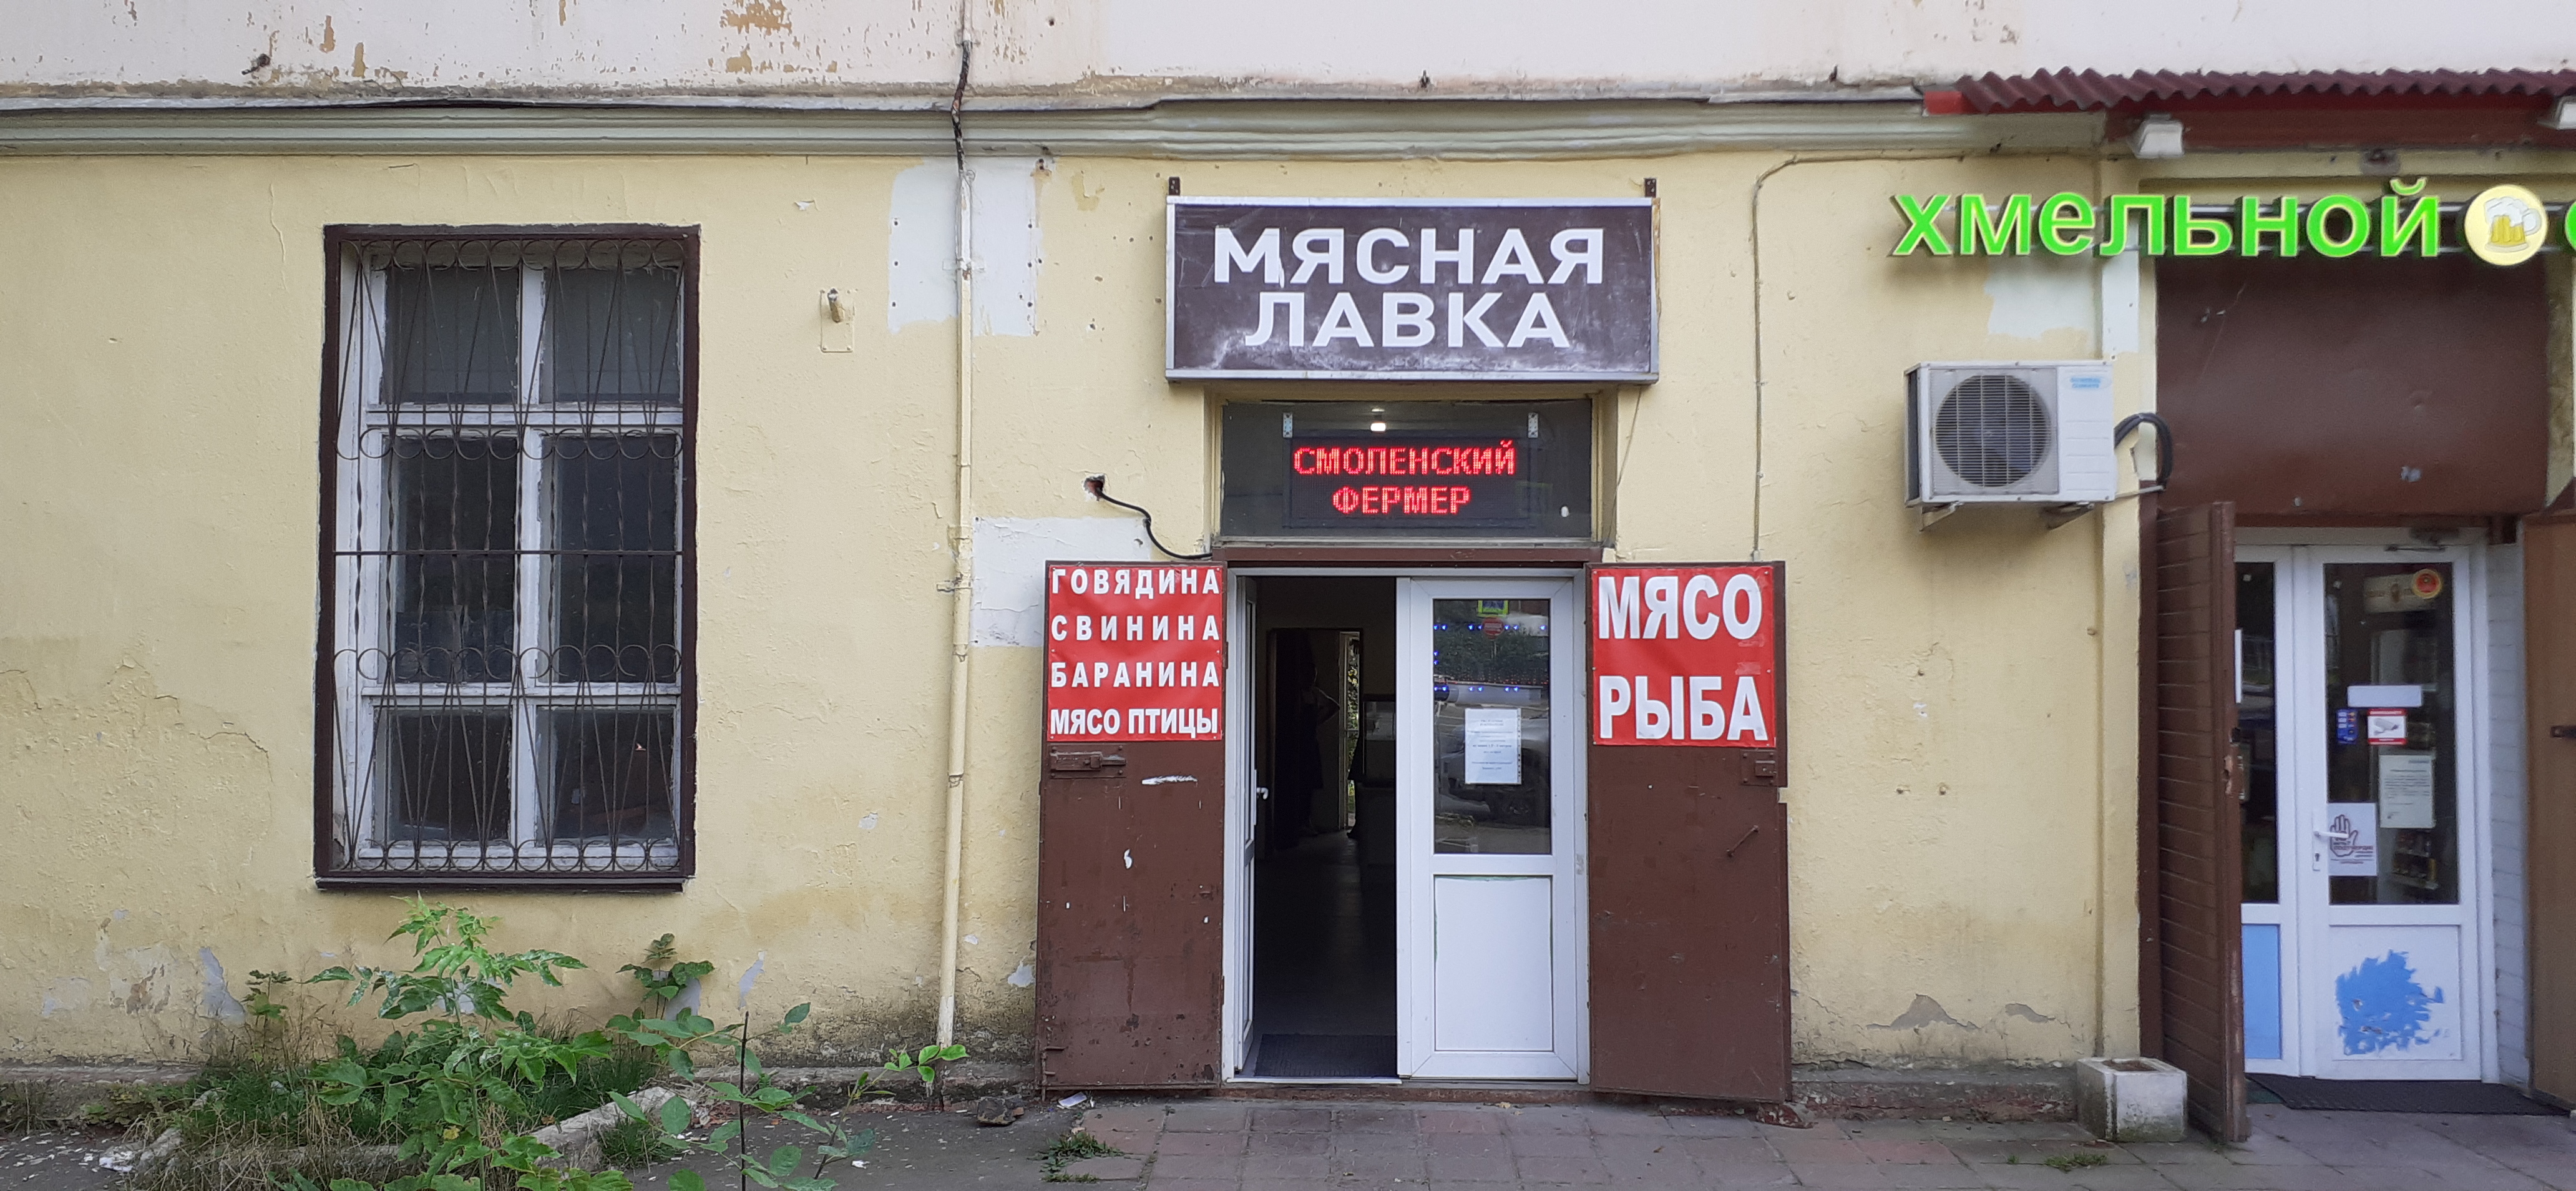 МЯСНАЯ
ЛАВКА
хмельной
СМОЛЕНСКИЙ
ФЕРМЕР
ГОВЯДИНА
СВИНИНА
БАРАНИНА
МЯСО ПТИЦЫ
МЯСО
РЫБА